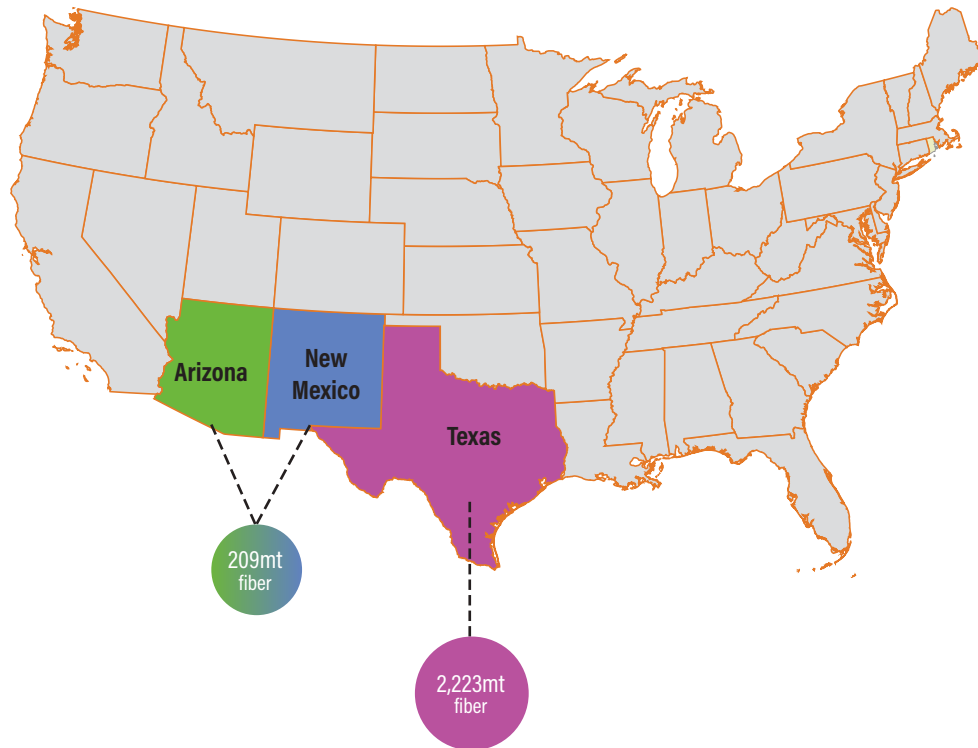 Arizona
New
Mexico
Texas
209mt
fiber
2,223mt
fiber